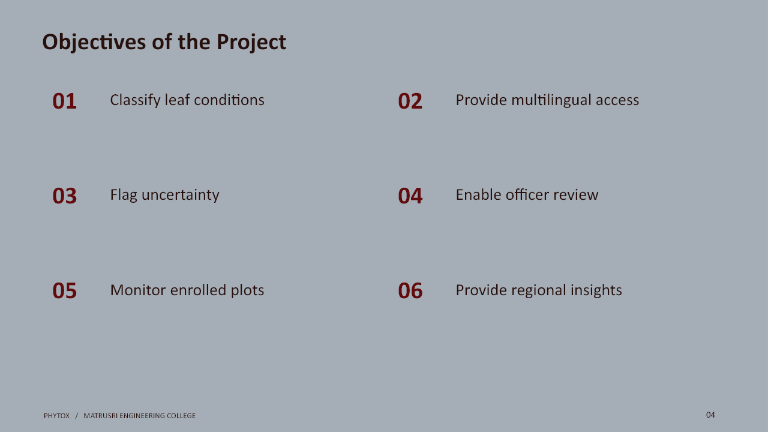 Objectives of the Project
01 Classify leaf conditions
02 Provide multilingual access
03 Flag uncertainty
04 Enable officer review
05 Monitor enrolled plots
06 Provide regional insights
PHYTOX / MATRUSRI ENGINEERING COLLEGE
04